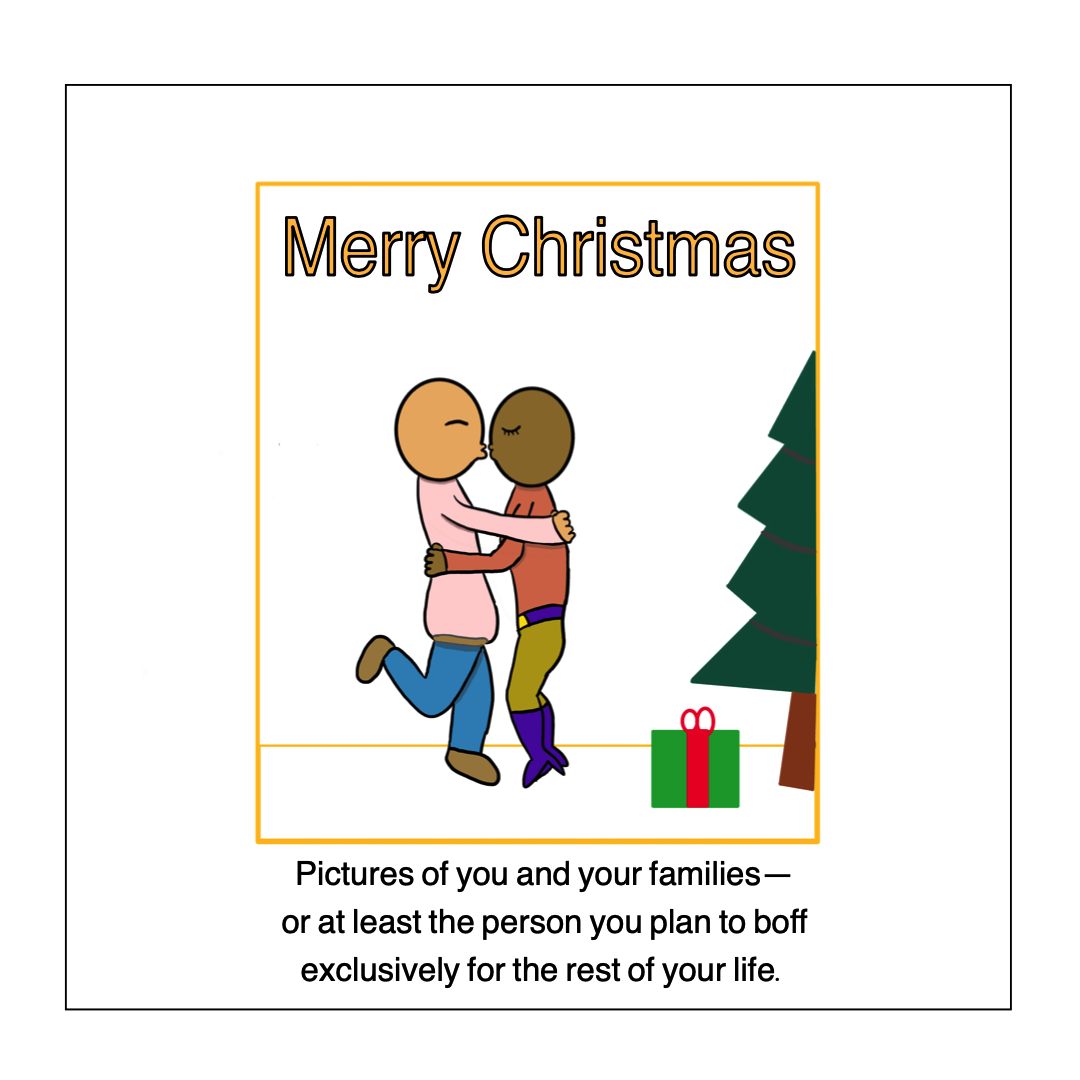 Merry Christmas
Pictures of you and your families—
or at least the person you plan to boff
exclusively for the rest of your life.